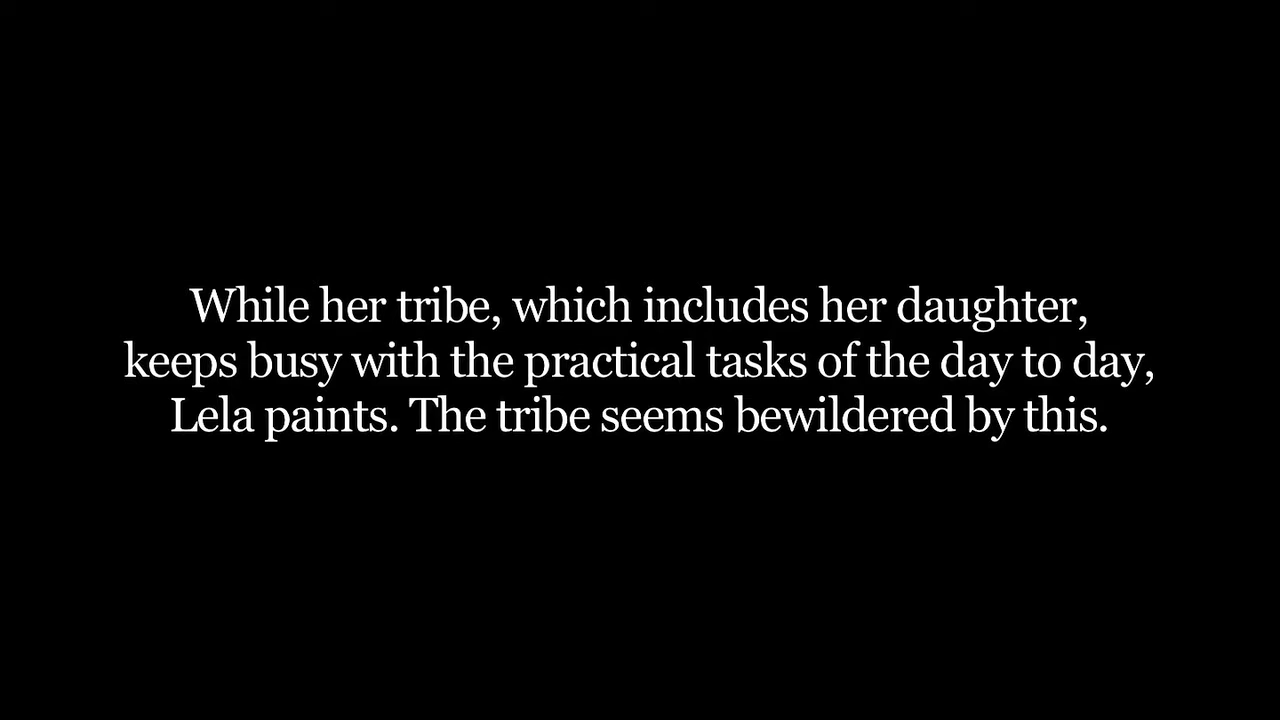 While her tribe, which includes her daughter,
keeps busy with the practical tasks of the day to day,
Lela paints. The tribe seems bewildered by this.